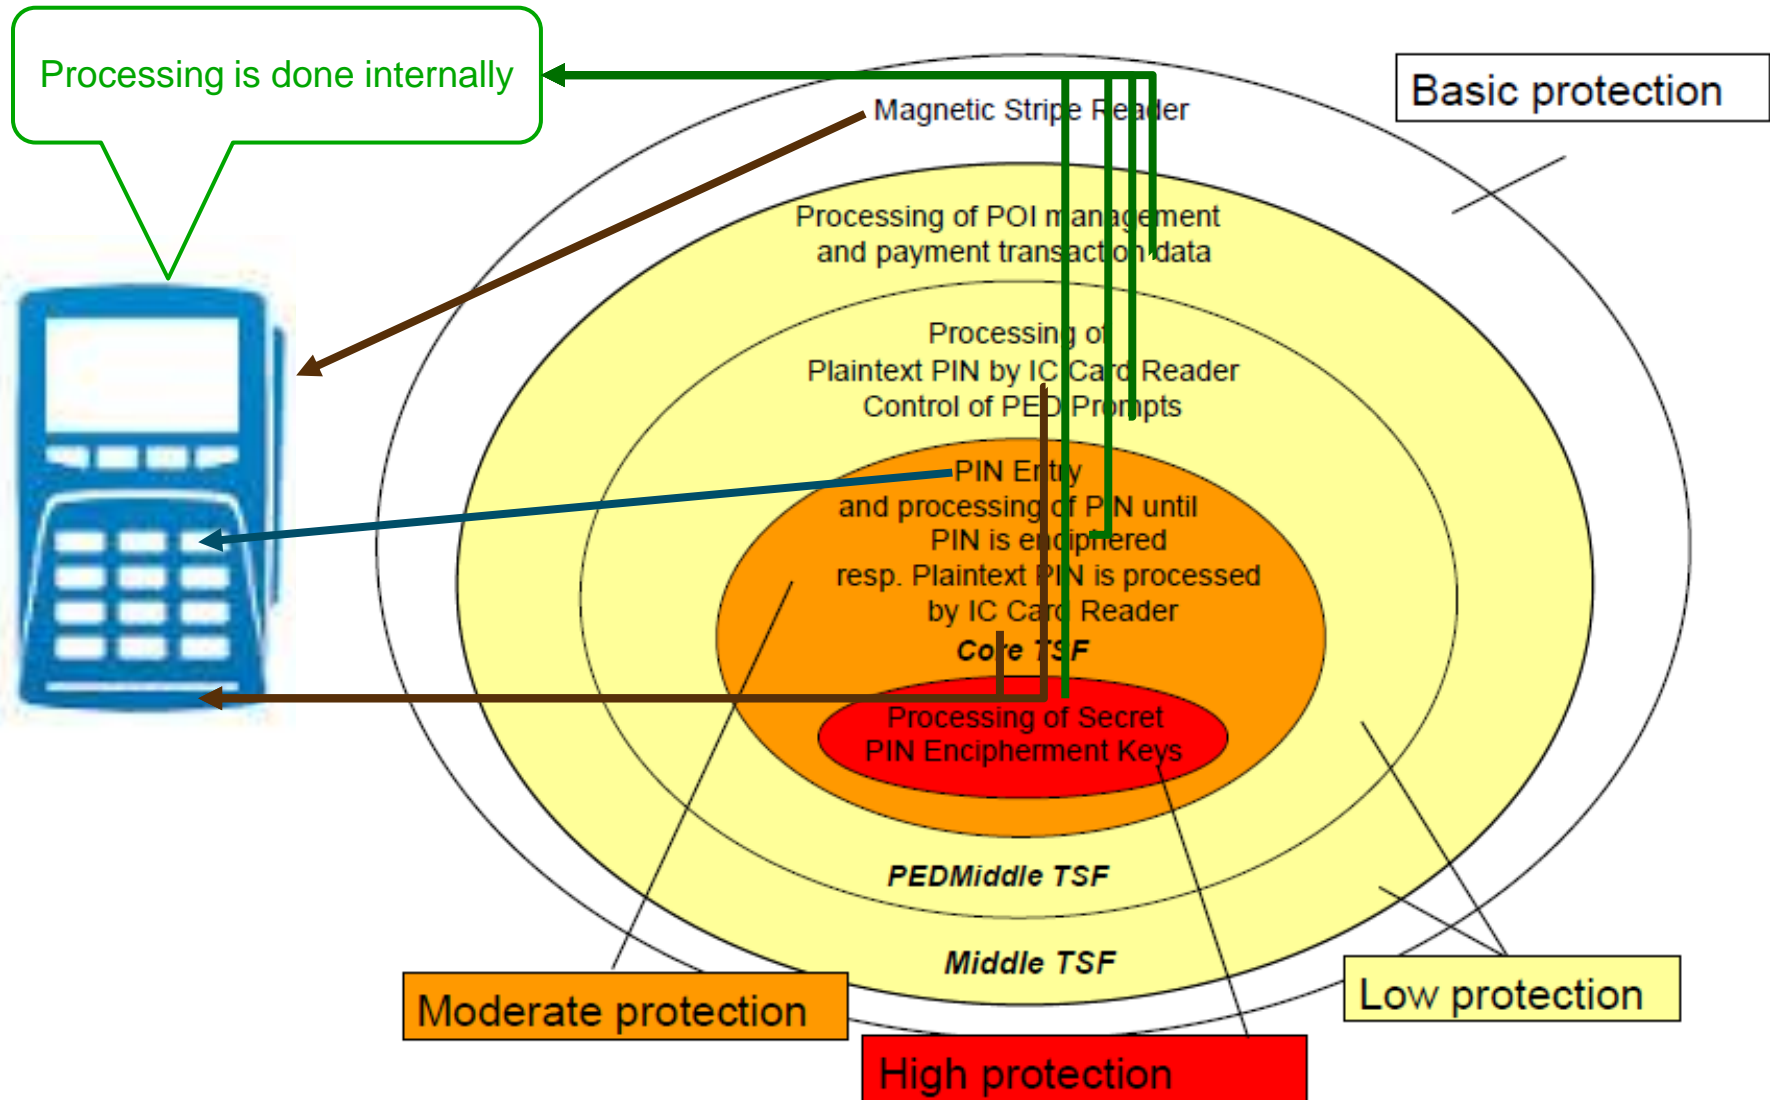 Processing is done internally
Basic protection
Magnetic Stripe Reader
Processing of POI management
and payment transaction data
Processing of
Plaintext PIN by IC Card Reader
Control of PED Prompts
PIN Entry
and processing of PIN until
PIN is enciphered
resp. Plaintext PIN is processed
by IC Card Reader
Core TSF
Processing of Secret
PIN Encipherment Keys
PEDMiddle TSF
Middle TSF
Moderate protection
Low protection
High protection